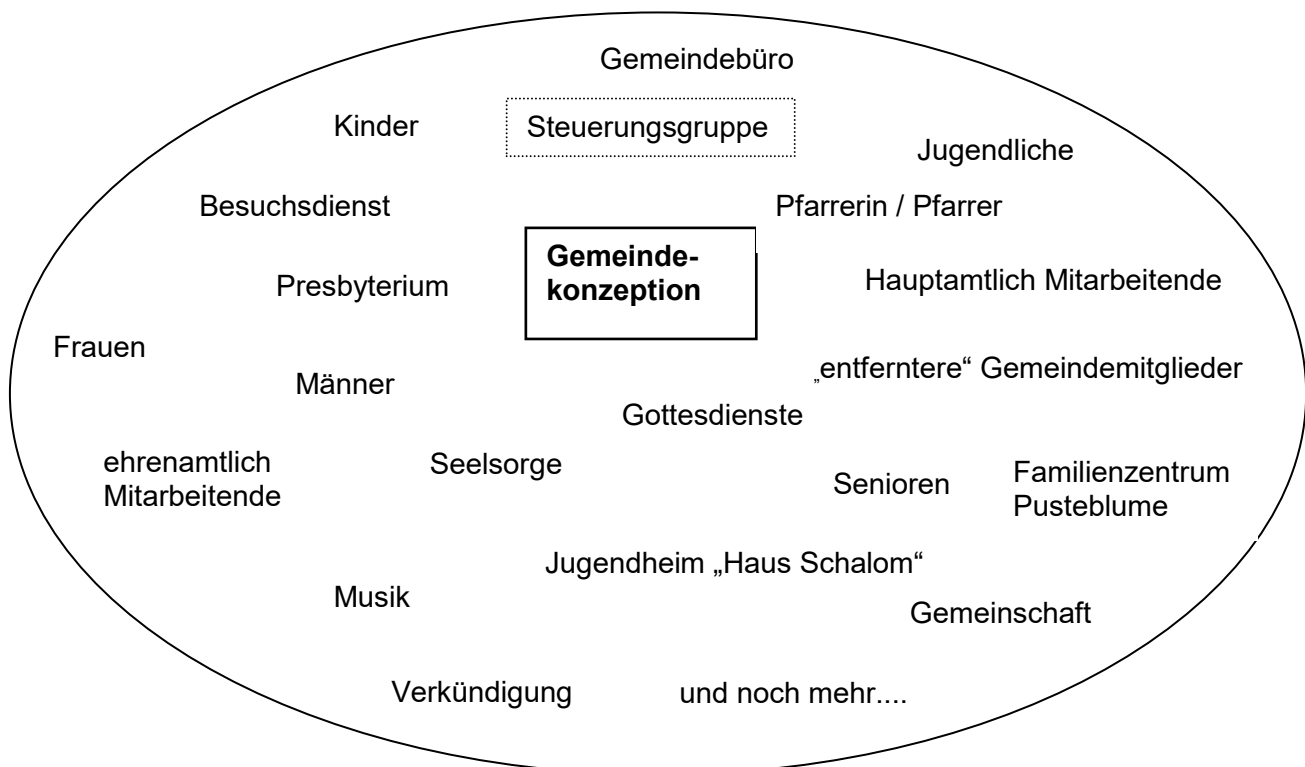 Gemeindebüro
Kinder
Steuerungsgruppe
Jugendliche
Besuchsdienst
Pfarrerin / Pfarrer
Gemeinde-
konzeption
Presbyterium
Hauptamtlich Mitarbeitende
Frauen
Männer
„entferntere“ Gemeindemitglieder
Gottesdienste
ehrenamtlich
Mitarbeitende
Seelsorge
Senioren
Familienzentrum
Pusteblume
Jugendheim „Haus Schalom“
Musik
Gemeinschaft
Verkündigung
und noch mehr....